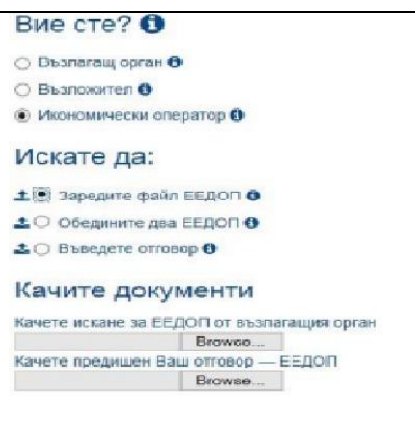 Вие сте?
Възлагащ орган
Възложител
Икономически оператор
Искате да:
Заредите файл ЕЕДОП
Обедините два ЕЕДОП
Въведете отговор
Качите документи
Качете искане за ЕЕДОП от възлагащия орган
Browse...
Качете предишен Ваш отговор — ЕЕДОП
Browse...